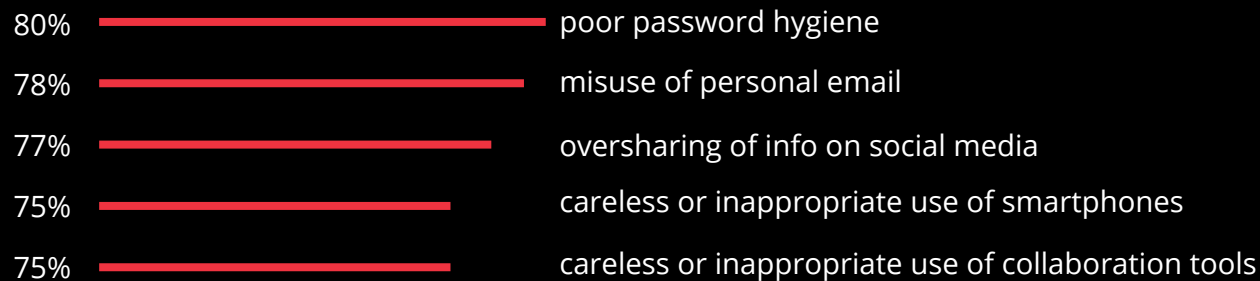 80% poor password hygiene
78% misuse of personal email
77% oversharing of info on social media
75% careless or inappropriate use of smartphones
75% careless or inappropriate use of collaboration tools